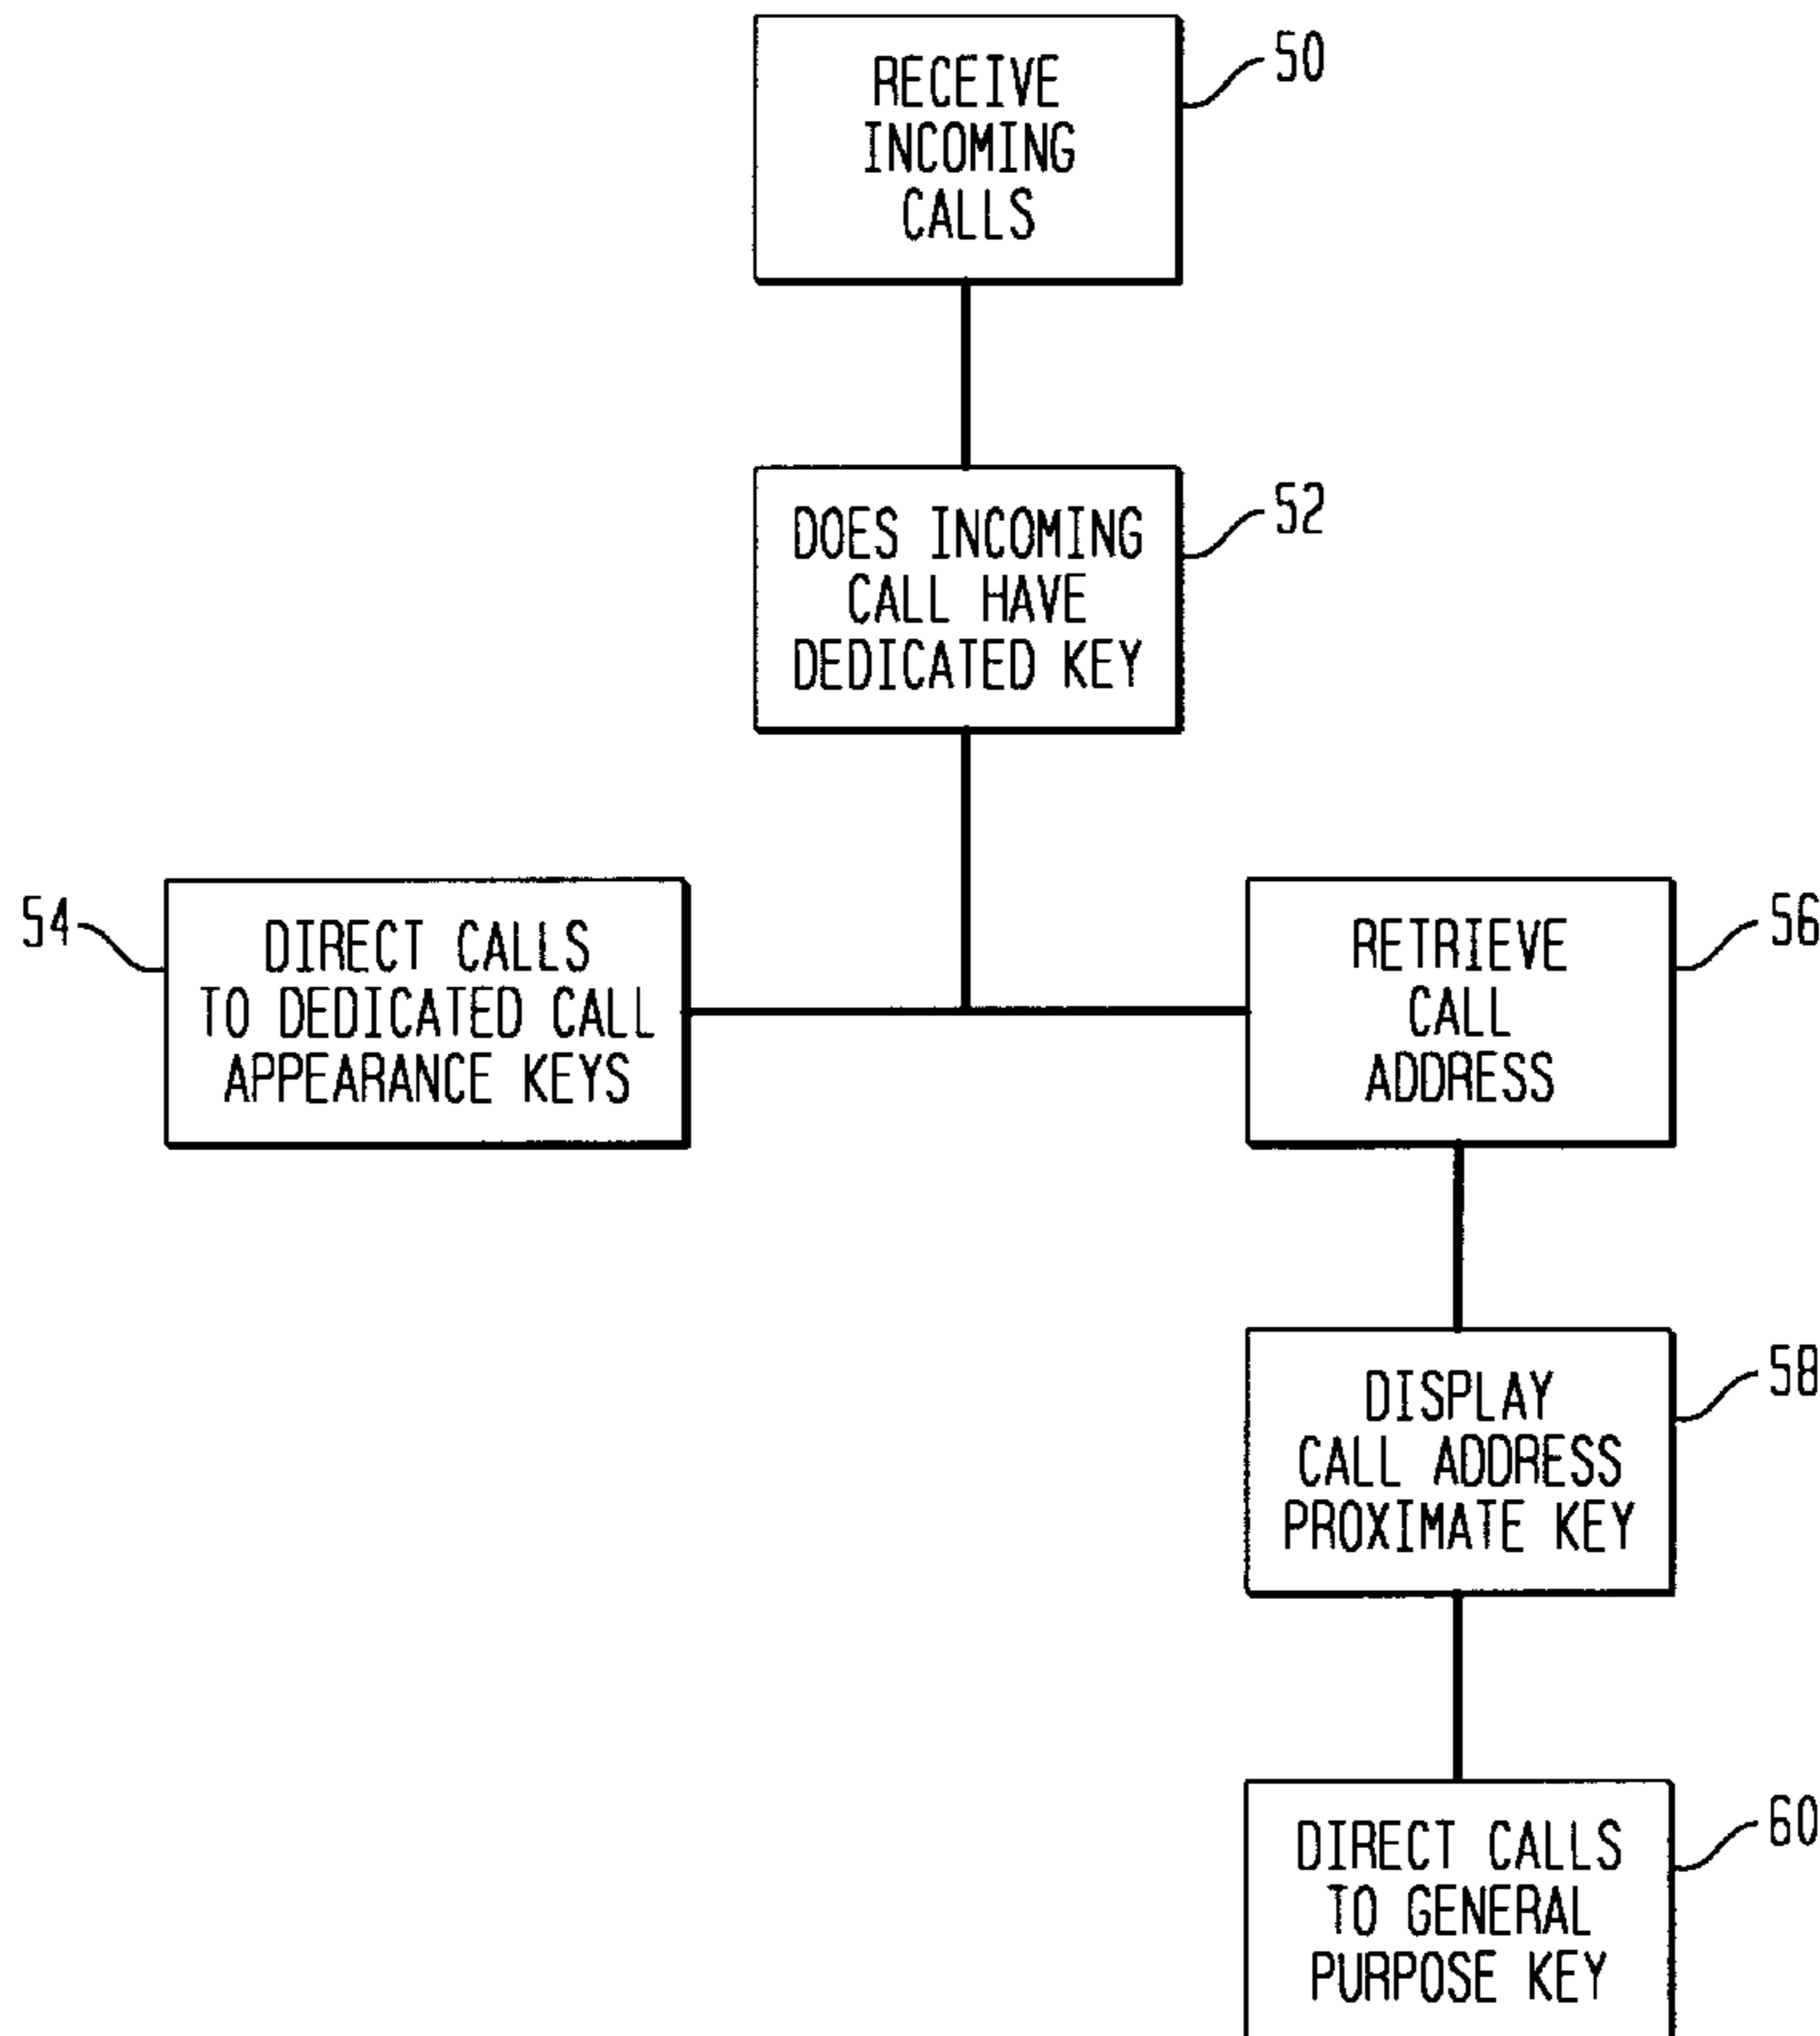 RECEIVE
INCOMING
CALLS
50
DOES INCOMING
CALL HAVE
DEDICATED KEY
52
54
DIRECT CALLS
TO DEDICATED CALL
APPEARANCE KEYS
RETRIEVE
CALL
ADDRESS
56
DISPLAY
CALL ADDRESS
PROXIMATE KEY
58
DIRECT CALLS
TO GENERAL
PURPOSE KEY
60